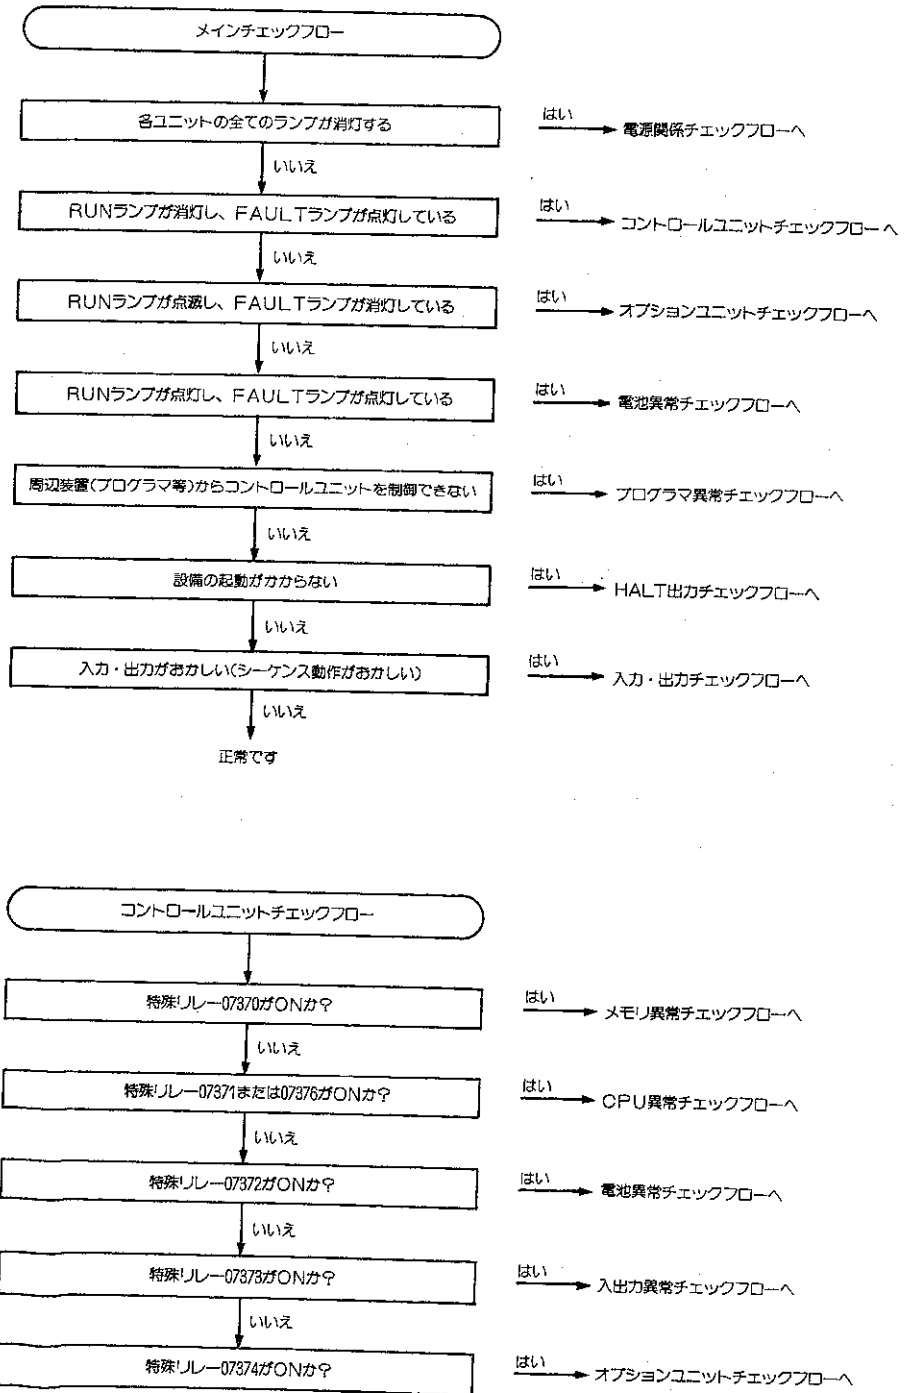 メインチェックフロー
各ユニットの全てのランプが消灯する
はい
電源関係チェックフローへ
いいえ
RUNランプが消灯し、FAULTランプが点灯している
はい
コントロールユニットチェックフローへ
いいえ
RUNランプが点滅し、FAULTランプが消灯している
はい
オプションユニットチェックフローへ
いいえ
RUNランプが点灯し、FAULTランプが点灯している
はい
電池異常チェックフローへ
いいえ
周辺装置(プログラマ等)からコントロールユニットを制御できない
はい
プログラマ異常チェックフローへ
いいえ
設備の起動がかからない
はい
HALT出力チェックフローへ
いいえ
入力・出力がおかしい(シーケンス動作がおかしい)
はい
入力・出力チェックフローへ
いいえ
正常です
コントロールユニットチェックフロー
特殊リレー07370がONか?
はい
メモリ異常チェックフローへ
いいえ
特殊リレー07371または07376がONか?
はい
CPU異常チェックフローへ
いいえ
特殊リレー07372がONか?
はい
電池異常チェックフローへ
いいえ
特殊リレー07373がONか?
はい
入出力異常チェックフローへ
いいえ
特殊リレー07374がONか?
はい
オプションユニットチェックフローへ